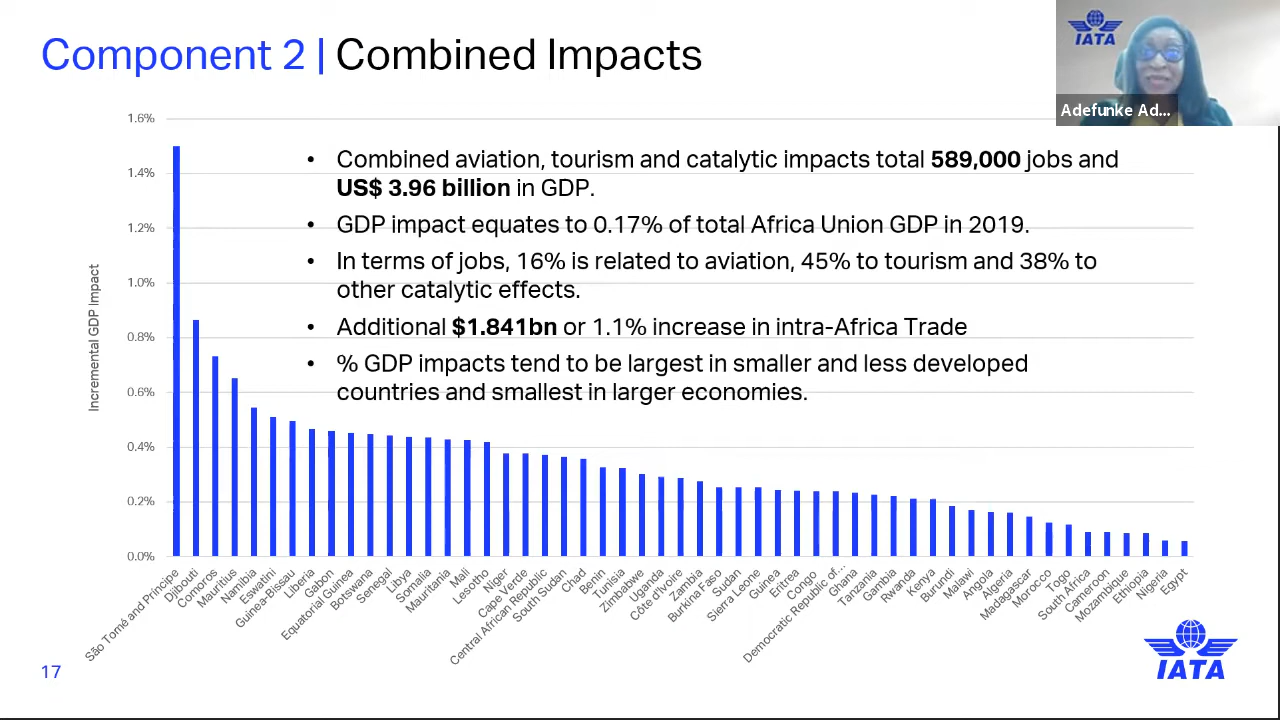 Component 2 | Combined Impacts
IATA
Adefunke Ad...
• Combined aviation, tourism and catalytic impacts total 589,000 jobs and
US$ 3.96 billion in GDP.
• GDP impact equates to 0.17% of total Africa Union GDP in 2019.
• In terms of jobs, 16% is related to aviation, 45% to tourism and 38% to
other catalytic effects.
• Additional $1.841bn or 1.1% increase in intra-Africa Trade
• % GDP impacts tend to be largest in smaller and less developed
countries and smallest in larger economies.
Incremental GDP Impact
1.6%
1.4%
1.2%
1.0%
0.8%
0.6%
0.4%
0.2%
0.0%
São Tomé and Príncipe
Djibouti
Comoros
Mauritius
Namibia
Eswatini
Guinea-Bissau
Liberia
Gabon
Equatorial Guinea
Botswana
Senegal
Libya
Somalia
Mauritania
Mali
Lesotho
Niger
Cape Verde
Central African Republic
South Sudan
Chad
Benin
Tunisia
Zimbabwe
Uganda
Côte d'Ivoire
Zambia
Burkina Faso
Sudan
Sierra Leone
Guinea
Eritrea
Congo
Democratic Republic of...
Ghana
Tanzania
Gambia
Rwanda
Kenya
Burundi
Malawi
Angola
Algeria
Madagascar
Morocco
Togo
South Africa
Cameroon
Mozambique
Ethiopia
Nigeria
Egypt
17
IATA